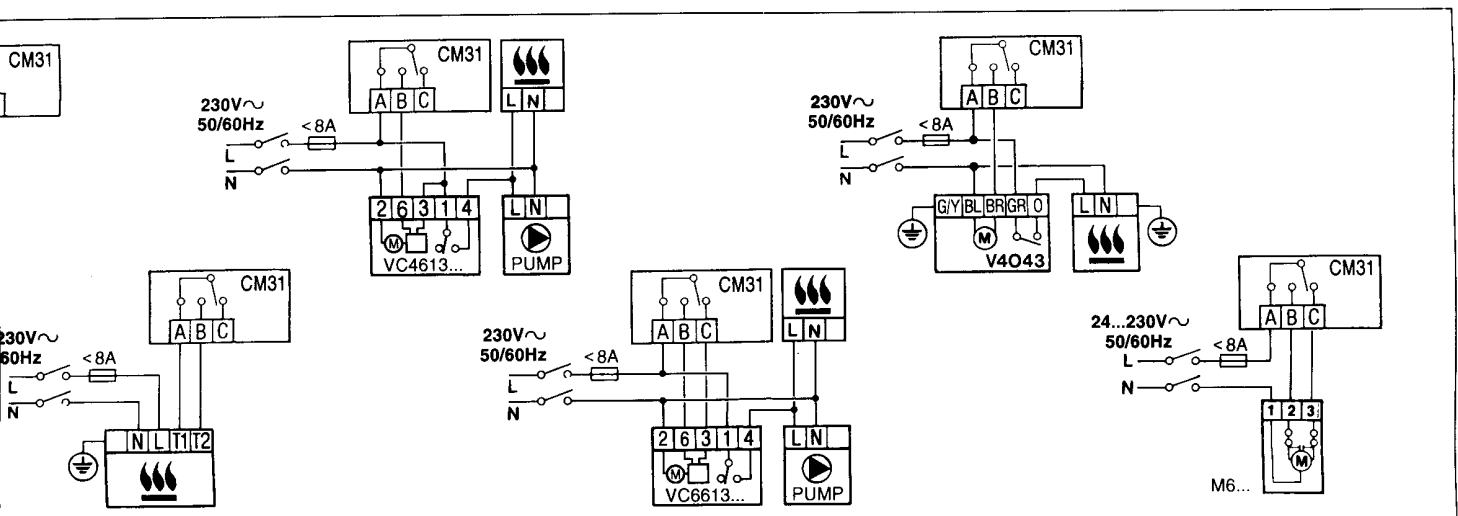 CM31
CM31
A B C
L N
230V~
50/60Hz
<8A
L
N
2 6 3 1 4
M
VC4613...
L N
PUMP
CM31
A B C
230V~
50/60Hz
<8A
L
N
G/Y BL BR GR O
M
V4O43
L N
CM31
A B C
230V~
60Hz
<8A
L
N
N L T1 T2
CM31
A B C
L N
230V~
50/60Hz
<8A
L
N
2 6 3 1 4
M
VC6613...
L N
PUMP
CM31
A B C
24...230V~
50/60Hz
<8A
L
N
1 2 3
M
M6...